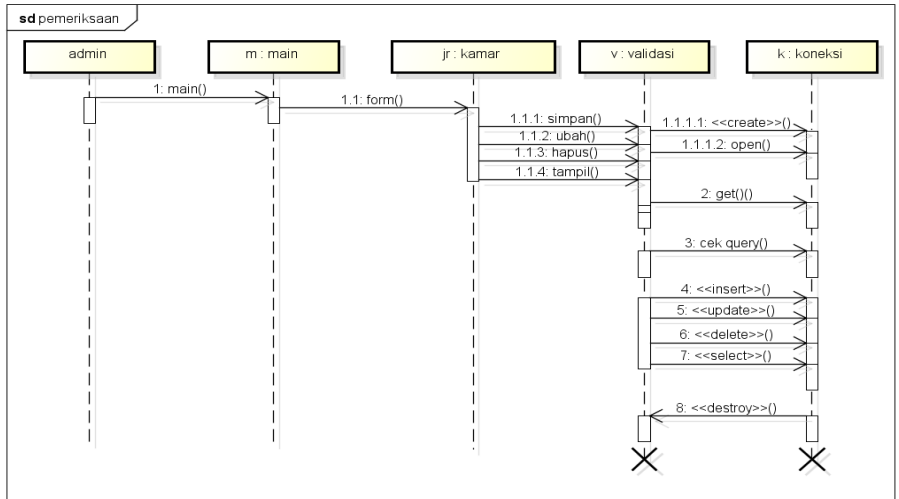 sd pemeriksaan
admin
m : main
jr : kamar
v : validasi
k : koneksi
1: main()
1.1: form()
1.1.1: simpan()
1.1.1.1: <<create>>()
1.1.2: ubah()
1.1.1.2: open()
1.1.3: hapus()
1.1.4: tampil()
2: get()()
3: cek query()
4: <<insert>>()
5: <<update>>()
6: <<delete>>()
7: <<select>>()
8: <<destroy>>()